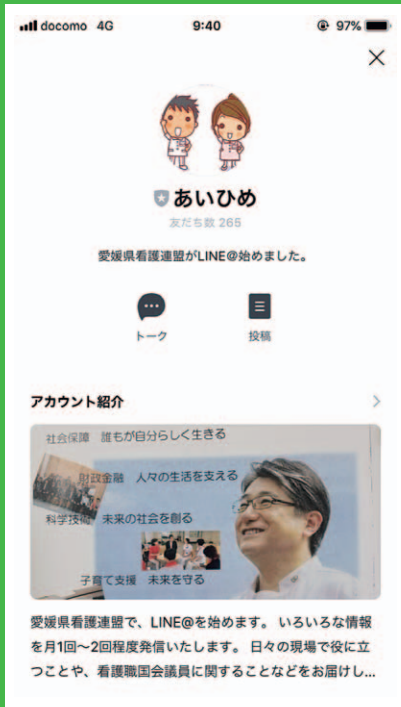 docomo 4G 9:40 97%
あいひめ
友だち数 265
愛媛県看護連盟がLINE@始めました。
トーク 投稿
アカウント紹介
社会保障 誰もが自分らしく生きる
財政金融 人々の生活を支える
科学技術 未来の社会を創る
子育て支援 未来を守る
愛媛県看護連盟で、LINE@を始めます。 いろいろな情報
を月1回～2回程度発信いたします。 日々の現場で役に立
つことや、看護職国会議員に関することなどをお届けし...